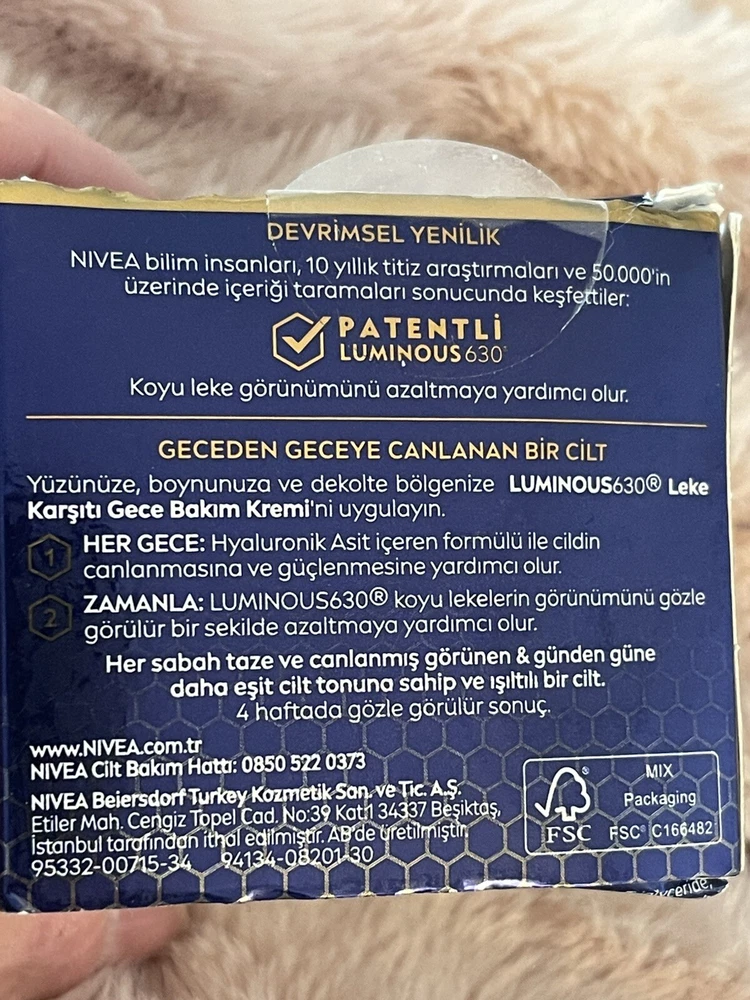 DEVRİMSEL YENİLİK
NIVEA bilim insanları, 10 yıllık titiz araştırmaları ve 50.000'in
üzerinde içeriği taramaları sonucunda keşfettiler:
PATENTLİ
LUMINOUS630®
Koyu leke görünümünü azaltmaya yardımcı olur.
GECEDEN GECEYE CANLANAN BİR CİLT
Yüzünüze, boynunuza ve dekolte bölgenize LUMINOUS630® Leke
Karşıtı Gece Bakım Kremi'ni uygulayın.
1 HER GECE: Hyaluronik Asit içeren formülü ile cildin
canlanmasına ve güçlenmesine yardımcı olur.
2 ZAMANLA: LUMINOUS630® koyu lekelerin görünümünü gözle
görülür bir sekilde azaltmaya yardımcı olur.
Her sabah taze ve canlanmış görünen & günden güne
daha eşit cilt tonuna sahip ve ışıltılı bir cilt.
4 haftada gözle görülür sonuç.
www.NIVEA.com.tr
NIVEA Cilt Bakım Hattı: 0850 522 0373
NIVEA Beiersdorf Turkey Kozmetik San. ve Tic. A.Ş.
Etiler Mah. Cengiz Topel Cad. No:39 Kat:1 34337 Beşiktaş,
İstanbul tarafından ithal edilmiştir. AB'de üretilmiştir.
95332-00715-34 94134-08201-30
MIX
Packaging
FSC® C166482
FSC